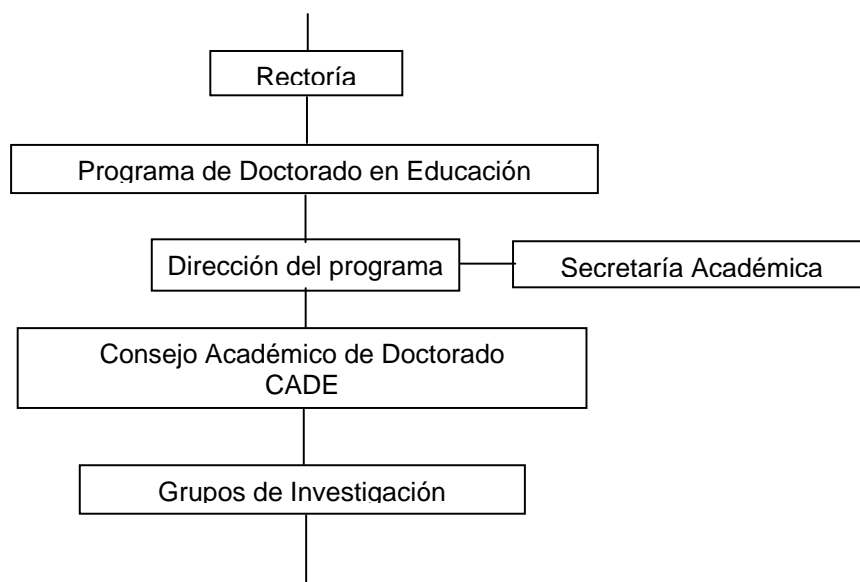 Rectoría
Programa de Doctorado en Educación
Dirección del programa
Secretaría Académica
Consejo Académico de Doctorado
CADE
Grupos de Investigación